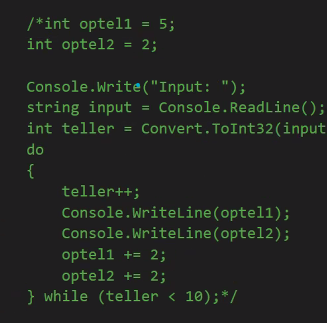 /*int optel1 = 5;
int optel2 = 2;
Console.Write("Input: ");
string input = Console.ReadLine();
int teller = Convert.ToInt32(input
do
{
teller++;
Console.WriteLine(optel1);
Console.WriteLine(optel2);
optel1 += 2;
optel2 += 2;
} while (teller < 10);*/